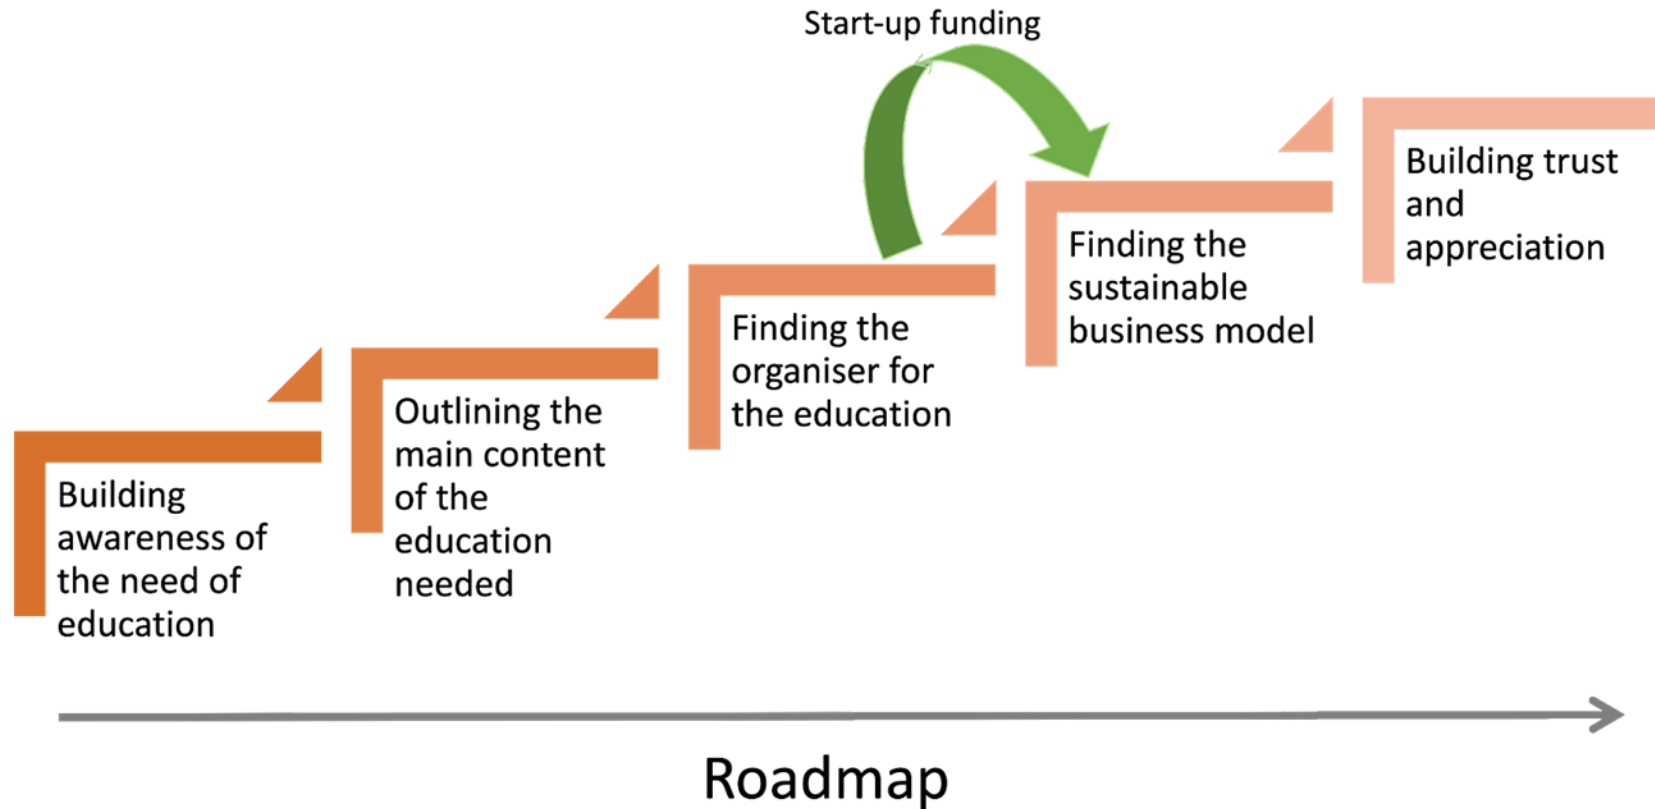 Start-up funding
Building
awareness of
the need of
education
Outlining the
main content
of the
education
needed
Finding the
organiser for
the education
Finding the
sustainable
business model
Building trust
and
appreciation
Roadmap